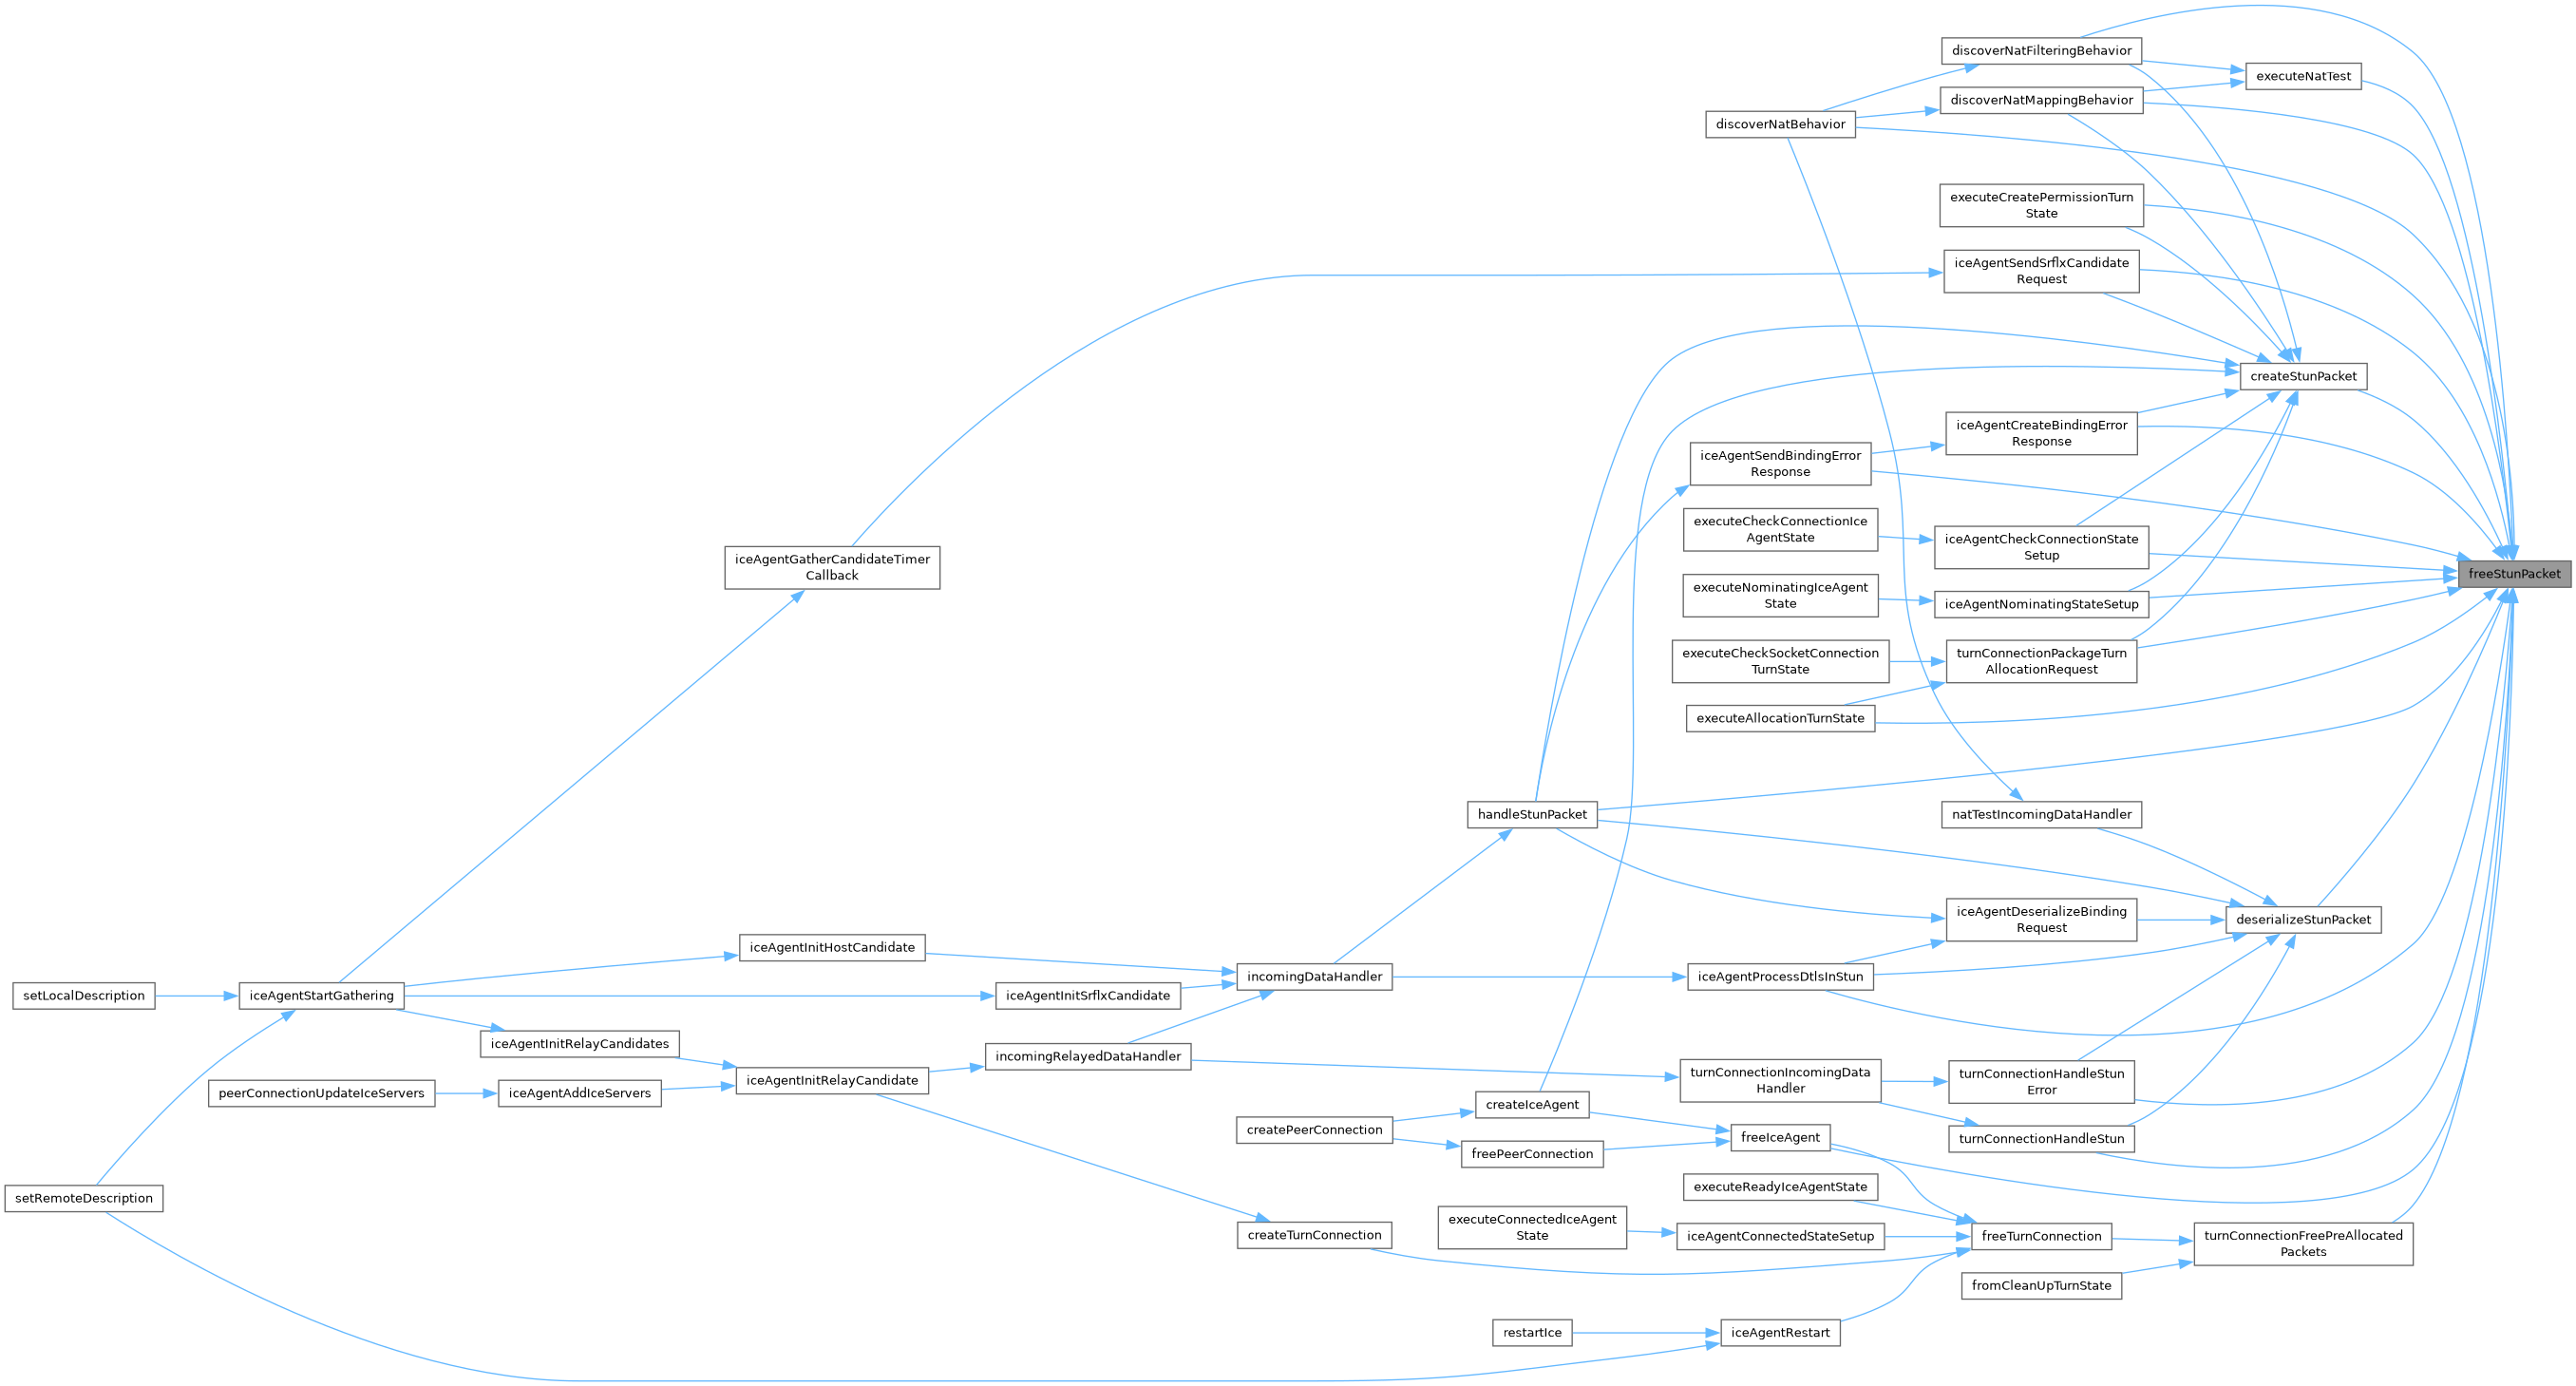 discoverNatFilteringBehavior
executeNatTest
discoverNatMappingBehavior
discoverNatBehavior
executeCreatePermissionTurn
State
iceAgentSendSrflxCandidate
Request
createStunPacket
iceAgentCreateBindingError
Response
iceAgentSendBindingError
Response
executeCheckConnectionIce
AgentState
iceAgentCheckConnectionState
Setup
iceAgentGatherCandidateTimer
Callback
freeStunPacket
executeNominatingIceAgent
State
iceAgentNominatingStateSetup
executeCheckSocketConnection
TurnState
turnConnectionPackageTurn
AllocationRequest
executeAllocationTurnState
handleStunPacket
natTestIncomingDataHandler
iceAgentDeserializeBinding
Request
deserializeStunPacket
iceAgentInitHostCandidate
incomingDataHandler
iceAgentProcessDtlsInStun
setLocalDescription
iceAgentStartGathering
iceAgentInitSrflxCandidate
iceAgentInitRelayCandidates
incomingRelayedDataHandler
turnConnectionIncomingData
Handler
turnConnectionHandleStun
Error
peerConnectionUpdateIceServers
iceAgentAddIceServers
iceAgentInitRelayCandidate
createIceAgent
createPeerConnection
freeIceAgent
turnConnectionHandleStun
freePeerConnection
setRemoteDescription
executeReadyIceAgentState
executeConnectedIceAgent
State
createTurnConnection
iceAgentConnectedStateSetup
freeTurnConnection
turnConnectionFreePreAllocated
Packets
fromCleanUpTurnState
restartIce
iceAgentRestart